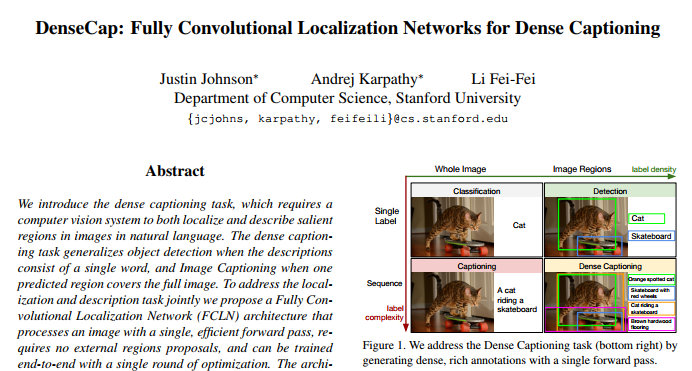 DenseCap: Fully Convolutional Localization Networks for Dense Captioning
Justin Johnson* Andrej Karpathy* Li Fei-Fei
Department of Computer Science, Stanford University
{jcjohns, karpathy, feifeili}@cs.stanford.edu
Abstract
We introduce the dense captioning task, which requires a
computer vision system to both localize and describe salient
regions in images in natural language. The dense caption-
ing task generalizes object detection when the descriptions
consist of a single word, and Image Captioning when one
predicted region covers the full image. To address the local-
ization and description task jointly we propose a Fully Con-
volutional Localization Network (FCLN) architecture that
processes an image with a single, efficient forward pass, re-
quires no external regions proposals, and can be trained
end-to-end with a single round of optimization. The archi-
Whole Image Image Regions label density
Single
Label
Classification
Cat
Detection
Cat
Skateboard
Sequence
label
complexity
Captioning
A cat
riding a
skateboard
Dense Captioning
Orange spotted cat
Skateboard with
red wheels
Cat riding a
skateboard
Brown hardwood
flooring
Figure 1. We address the Dense Captioning task (bottom right) by
generating dense, rich annotations with a single forward pass.